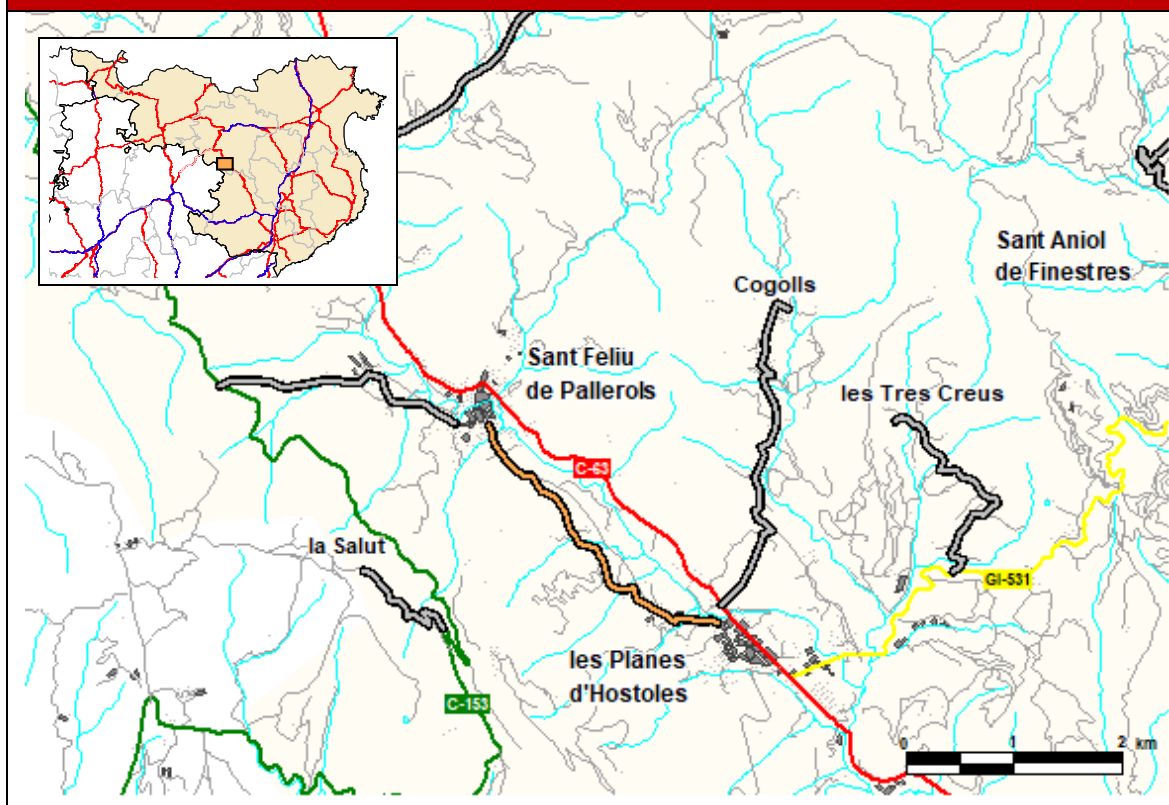 Sant Aniol
de Finestres
Cogolls
Sant Feliu
de Pallerols
les Tres Creus
C-63
la Salut
GI-531
les Planes
d'Hostoles
C-153
0 1 2 km